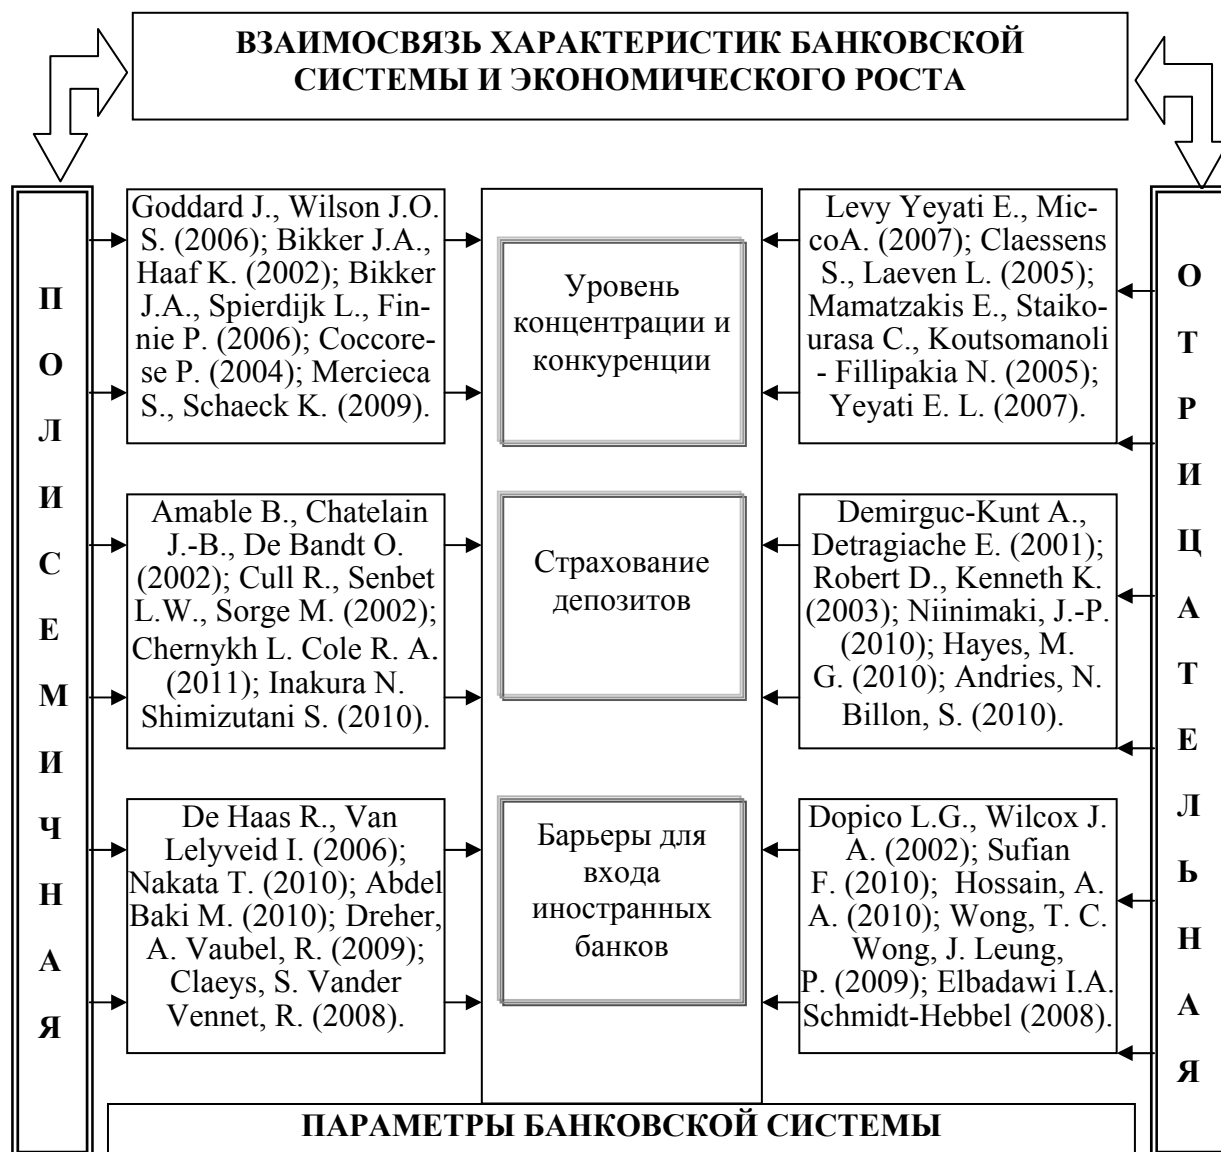 ВЗАИМОСВЯЗЬ ХАРАКТЕРИСТИК БАНКОВСКОЙ
СИСТЕМЫ И ЭКОНОМИЧЕСКОГО РОСТА
П
О
Л
И
С
Е
М
И
Ч
Н
А
Я
Goddard J., Wilson J.O.
S. (2006); Bikker J.A.,
Haaf K. (2002); Bikker
J.A., Spierdijk L., Fin-
nie P. (2006); Coccore-
se P. (2004); Mercieca
S., Schaeck K. (2009).
Уровень
концентрации и
конкуренции
Levy Yeyati E., Mic-
coA. (2007); Claessens
S., Laeven L. (2005);
Mamatzakis E., Staiko-
urasa C., Koutsomanoli
- Fillipakia N. (2005);
Yeyati E. L. (2007).
Amable B., Chatelain
J.-B., De Bandt O.
(2002); Cull R., Senbet
L.W., Sorge M. (2002);
Chernykh L. Cole R. A.
(2011); Inakura N.
Shimizutani S. (2010).
Страхование
депозитов
Demirguc-Kunt A.,
Detragiache E. (2001);
Robert D., Kenneth K.
(2003); Niinimaki, J.-P.
(2010); Hayes, M.
G. (2010); Andries, N.
Billon, S. (2010).
De Haas R., Van
Lelyveid I. (2006);
Nakata T. (2010); Abdel
Baki M. (2010); Dreher,
A. Vaubel, R. (2009);
Claeys, S. Vander
Vennet, R. (2008).
Барьеры для
входа
иностранных
банков
Dopico L.G., Wilcox J.
A. (2002); Sufian
F. (2010); Hossain, A.
A. (2010); Wong, T. C.
Wong, J. Leung,
P. (2009); Elbadawi I.A.
Schmidt-Hebbel (2008).
О
Т
Р
И
Ц
А
Т
Е
Л
Ь
Н
А
Я
ПАРАМЕТРЫ БАНКОВСКОЙ СИСТЕМЫ